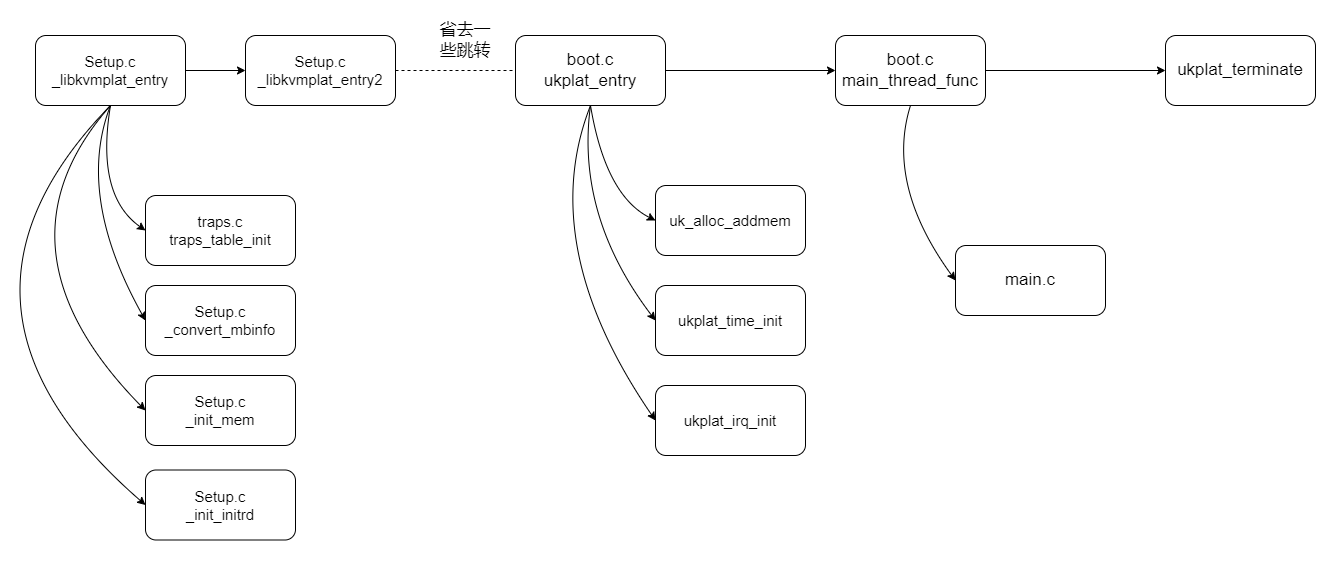 省去一
些跳转
Setup.c
_libkvmplat_entry
Setup.c
_libkvmplat_entry2
boot.c
ukplat_entry
boot.c
main_thread_func
ukplat_terminate
traps.c
traps_table_init
Setup.c
_convert_mbinfo
Setup.c
_init_mem
Setup.c
_init_initrd
uk_alloc_addmem
ukplat_time_init
ukplat_irq_init
main.c